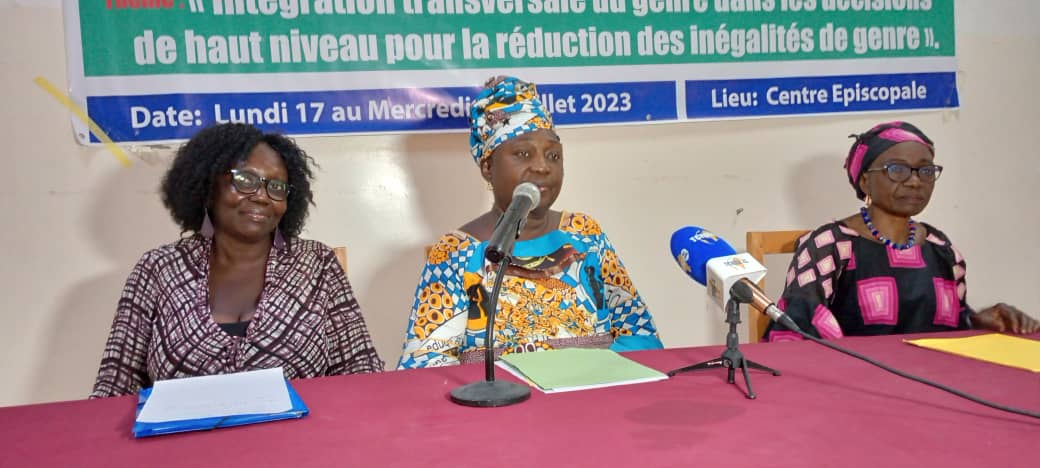 Thème : « Intégration transversale du genre dans les décisions
de haut niveau pour la réduction des inégalités de genre ».
Date: Lundi 17 au Mercredi juillet 2023
Lieu: Centre Episcopale